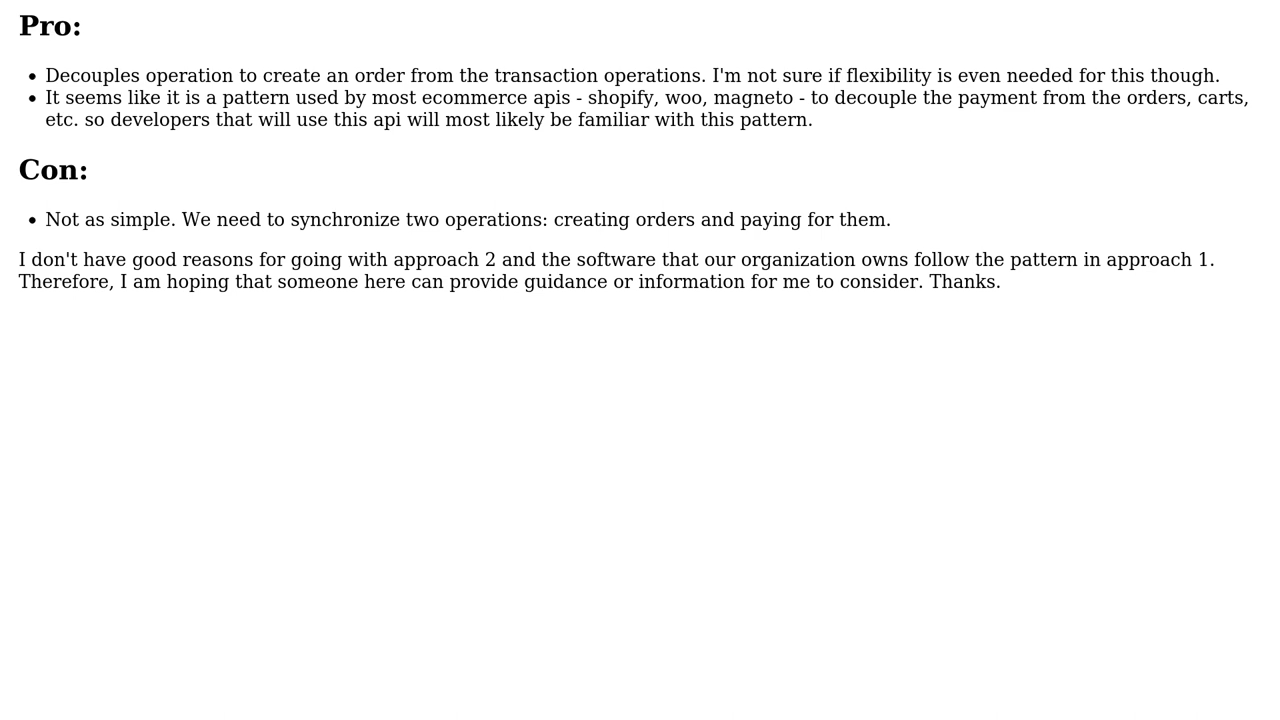 Pro:
Decouples operation to create an order from the transaction operations. I'm not sure if flexibility is even needed for this though.
It seems like it is a pattern used by most ecommerce apis - shopify, woo, magneto - to decouple the payment from the orders, carts,
etc. so developers that will use this api will most likely be familiar with this pattern.
Con:
Not as simple. We need to synchronize two operations: creating orders and paying for them.
I don't have good reasons for going with approach 2 and the software that our organization owns follow the pattern in approach 1.
Therefore, I am hoping that someone here can provide guidance or information for me to consider. Thanks.